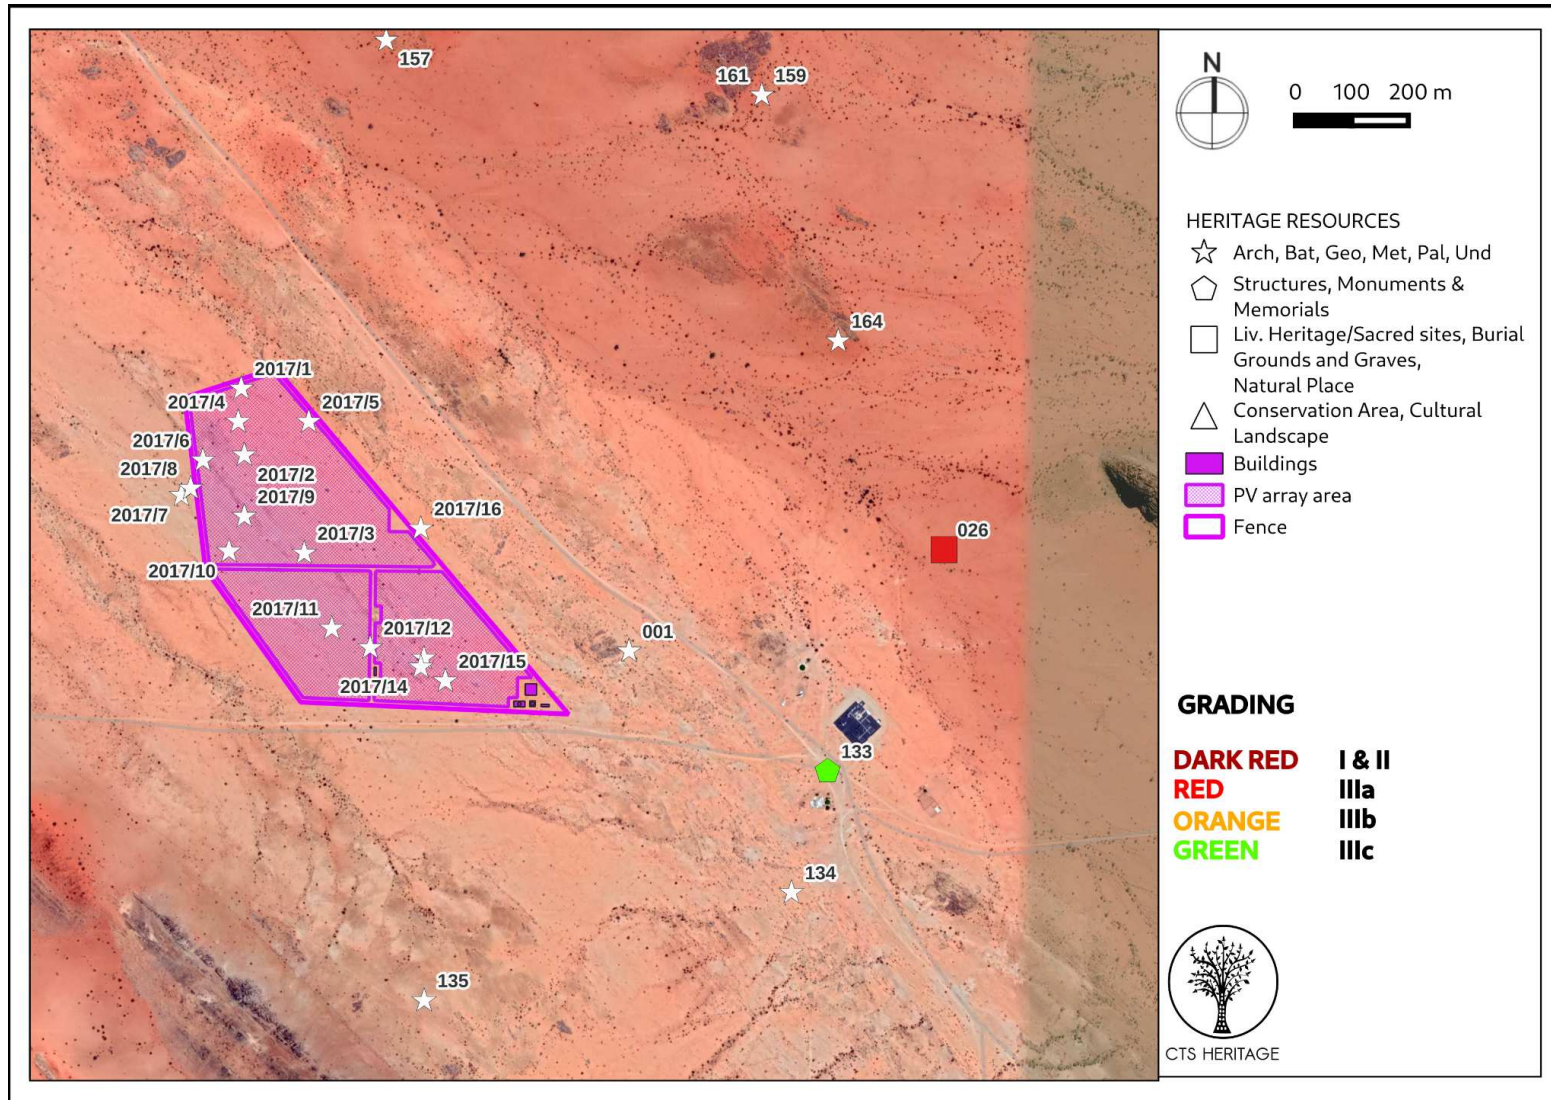 157
161
159
164
2017/1
2017/4
2017/5
2017/6
2017/8
2017/2
2017/9
2017/7
2017/16
2017/3
2017/10
026
2017/11
2017/12
001
2017/15
2017/14
133
134
135
N
0 100 200 m
HERITAGE RESOURCES
Arch, Bat, Geo, Met, Pal, Und
Structures, Monuments &
Memorials
Liv. Heritage/Sacred sites, Burial
Grounds and Graves,
Natural Place
Conservation Area, Cultural
Landscape
Buildings
PV array area
Fence
GRADING
DARK RED I & II
RED IIIa
ORANGE IIIb
GREEN IIIc
CTS HERITAGE